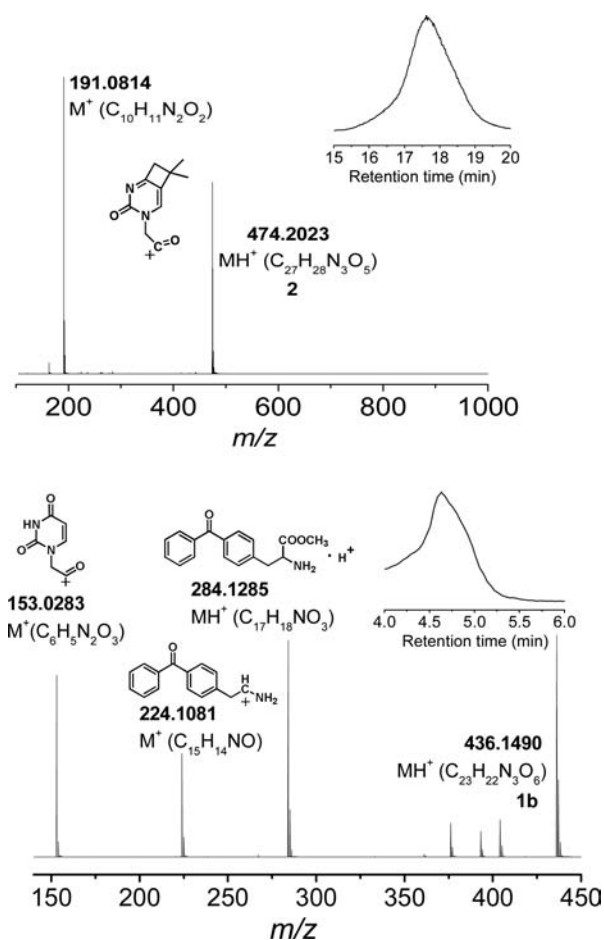 191.0814
M⁺ (C₁₀H₁₁N₂O₂)
N
O
N
C=O
+
474.2023
MH⁺ (C₂₇H₂₈N₃O₅)
2
15 16 17 18 19 20
Retention time (min)
200 400 600 800 1000
m/z
O
HN
O
N
O
+
153.0283
M⁺(C₆H₅N₂O₃)
O
COOCH₃
NH₂
· H⁺
284.1285
MH⁺ (C₁₇H₁₈NO₃)
O
H
C
NH₂
+
224.1081
M⁺ (C₁₅H₁₄NO)
4.0 4.5 5.0 5.5 6.0
Retention time (min)
436.1490
MH⁺ (C₂₃H₂₂N₃O₆)
1b
150 200 250 300 350 400 450
m/z